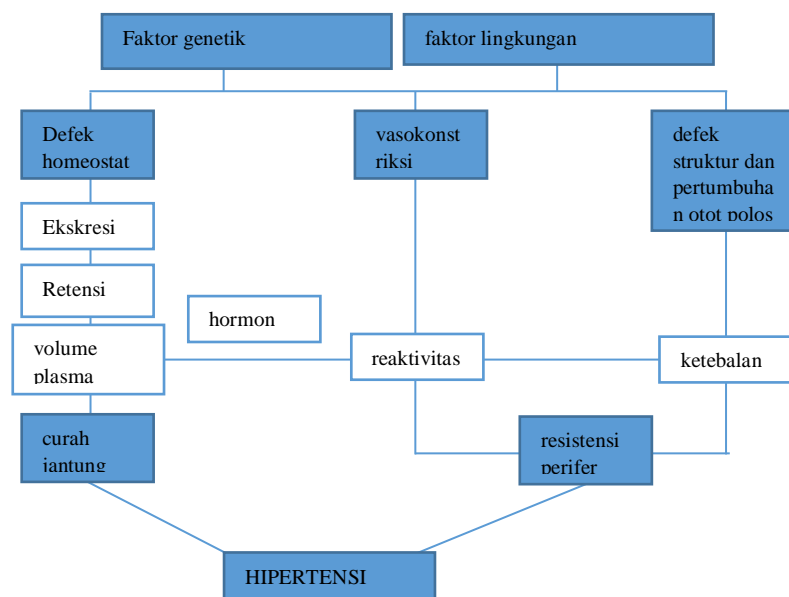 Faktor genetik
faktor lingkungan
Defek
homeostat
vasokonst
riksi
defek
struktur dan
pertumbuha
n otot polos
Ekskresi
Retensi
hormon
volume
plasma
reaktivitas
ketebalan
curah
jantung
resistensi
perifer
HIPERTENSI